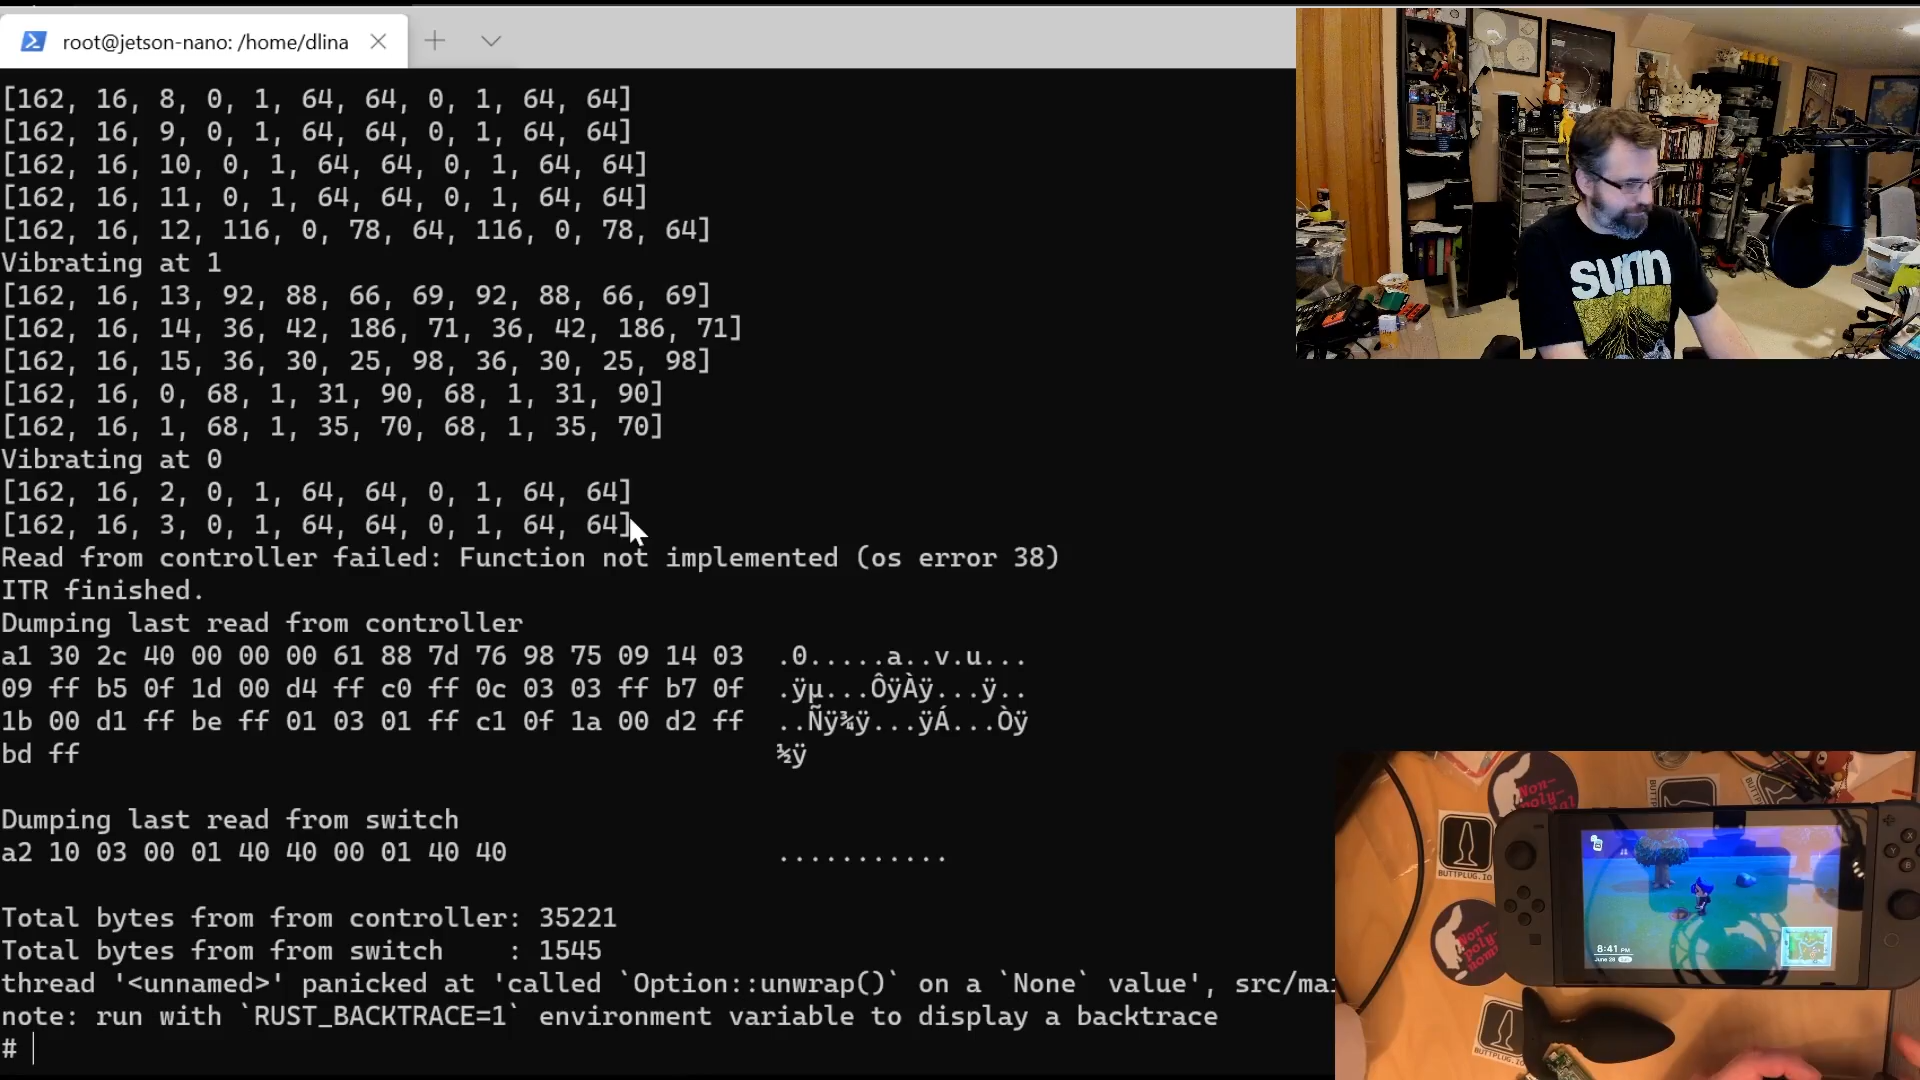 root@jetson-nano: /home/dlina
[162, 16, 8, 0, 1, 64, 64, 0, 1, 64, 64]
[162, 16, 9, 0, 1, 64, 64, 0, 1, 64, 64]
[162, 16, 10, 0, 1, 64, 64, 0, 1, 64, 64]
[162, 16, 11, 0, 1, 64, 64, 0, 1, 64, 64]
[162, 16, 12, 116, 0, 78, 64, 116, 0, 78, 64]
Vibrating at 1
[162, 16, 13, 92, 88, 66, 69, 92, 88, 66, 69]
[162, 16, 14, 36, 42, 186, 71, 36, 42, 186, 71]
[162, 16, 15, 36, 30, 25, 98, 36, 30, 25, 98]
[162, 16, 0, 68, 1, 31, 90, 68, 1, 31, 90]
[162, 16, 1, 68, 1, 35, 70, 68, 1, 35, 70]
Vibrating at 0
[162, 16, 2, 0, 1, 64, 64, 0, 1, 64, 64]
[162, 16, 3, 0, 1, 64, 64, 0, 1, 64, 64]
Read from controller failed: Function not implemented (os error 38)
ITR finished.
Dumping last read from controller
a1 30 2c 40 00 00 00 61 88 7d 76 98 75 09 14 03 .0.....a..v.u...
09 ff b5 0f 1d 00 d4 ff c0 ff 0c 03 03 ff b7 0f .ÿµ...ÔÿÀÿ...ÿ..
1b 00 d1 ff be ff 01 03 01 ff c1 0f 1a 00 d2 ff ..Ñÿ¾ÿ...ÿÁ...Òÿ
bd ff ½ÿ
Dumping last read from switch
a2 10 03 00 01 40 40 00 01 40 40 ...........
Total bytes from from controller: 35221
Total bytes from from switch    : 1545
thread '<unnamed>' panicked at 'called `Option::unwrap()` on a `None` value', src/mai
note: run with `RUST_BACKTRACE=1` environment variable to display a backtrace
#
sunn
Non-
poly-
BUTTPLUG.IO
Non-
poly-
nom
BUTTPLUG
8:41 PM
June 28
X
Y
B